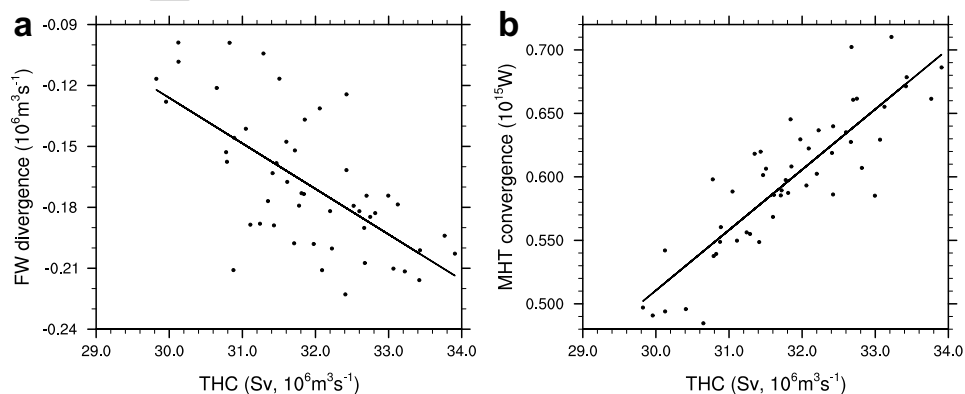 a
FW divergence (10⁶m³s⁻¹)
-0.09
-0.12
-0.15
-0.18
-0.21
-0.24
29.0 30.0 31.0 32.0 33.0 34.0
THC (Sv, 10⁶m³s⁻¹)
b
MHT convergence (10¹⁵W)
0.700
0.650
0.600
0.550
0.500
29.0 30.0 31.0 32.0 33.0 34.0
THC (Sv, 10⁶m³s⁻¹)